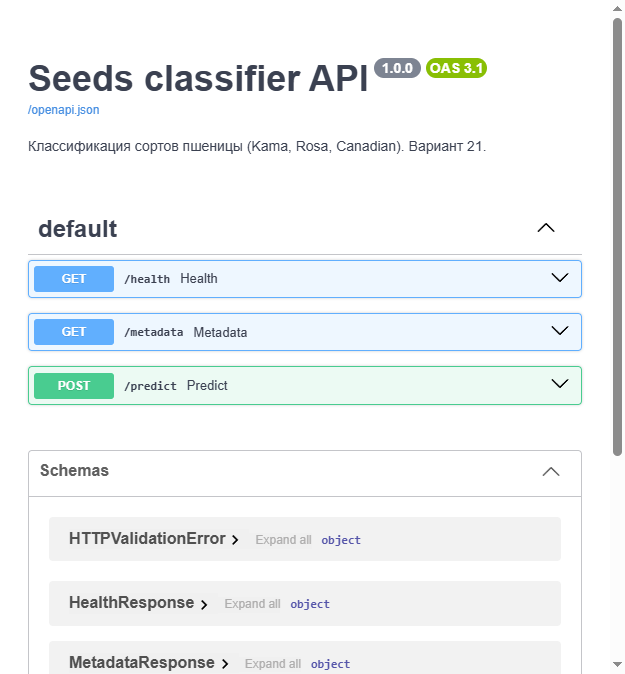 Seeds classifier API 1.0.0 OAS 3.1
/openapi.json
Классификация сортов пшеницы (Kama, Rosa, Canadian). Вариант 21.
default
GET /health Health
GET /metadata Metadata
POST /predict Predict
Schemas
HTTPValidationError Expand all object
HealthResponse Expand all object
MetadataResponse Expand all object